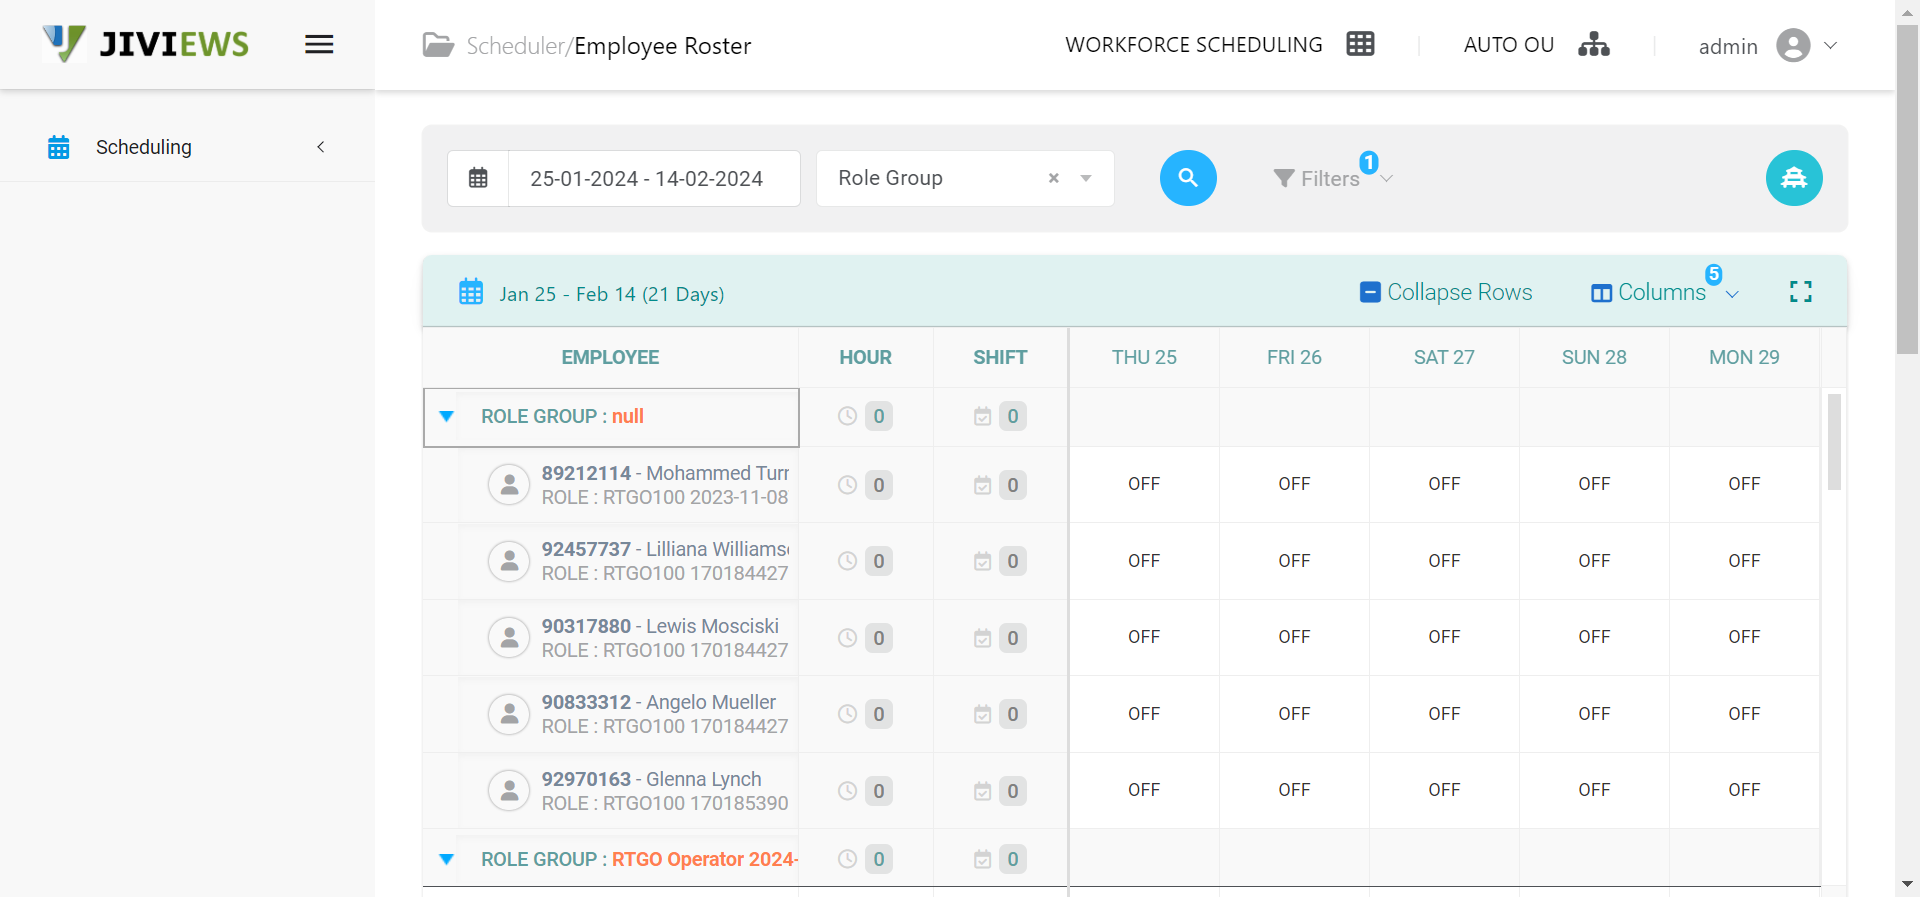 JIVIEWS
Scheduler/Employee Roster
WORKFORCE SCHEDULING
AUTO OU
admin
Scheduling
25-01-2024 - 14-02-2024
Role Group
×
Filters
1
Jan 25 - Feb 14 (21 Days)
Collapse Rows
Columns
5
EMPLOYEE HOUR SHIFT THU 25 FRI 26 SAT 27 SUN 28 MON 29
ROLE GROUP : null 0 0
89212114 - Mohammed Turr
ROLE : RTGO100 2023-11-08
0 0 OFF OFF OFF OFF OFF
92457737 - Lilliana Williams
ROLE : RTGO100 170184427
0 0 OFF OFF OFF OFF OFF
90317880 - Lewis Mosciski
ROLE : RTGO100 170184427
0 0 OFF OFF OFF OFF OFF
90833312 - Angelo Mueller
ROLE : RTGO100 170184427
0 0 OFF OFF OFF OFF OFF
92970163 - Glenna Lynch
ROLE : RTGO100 170185390
0 0 OFF OFF OFF OFF OFF
ROLE GROUP : RTGO Operator 2024- 0 0